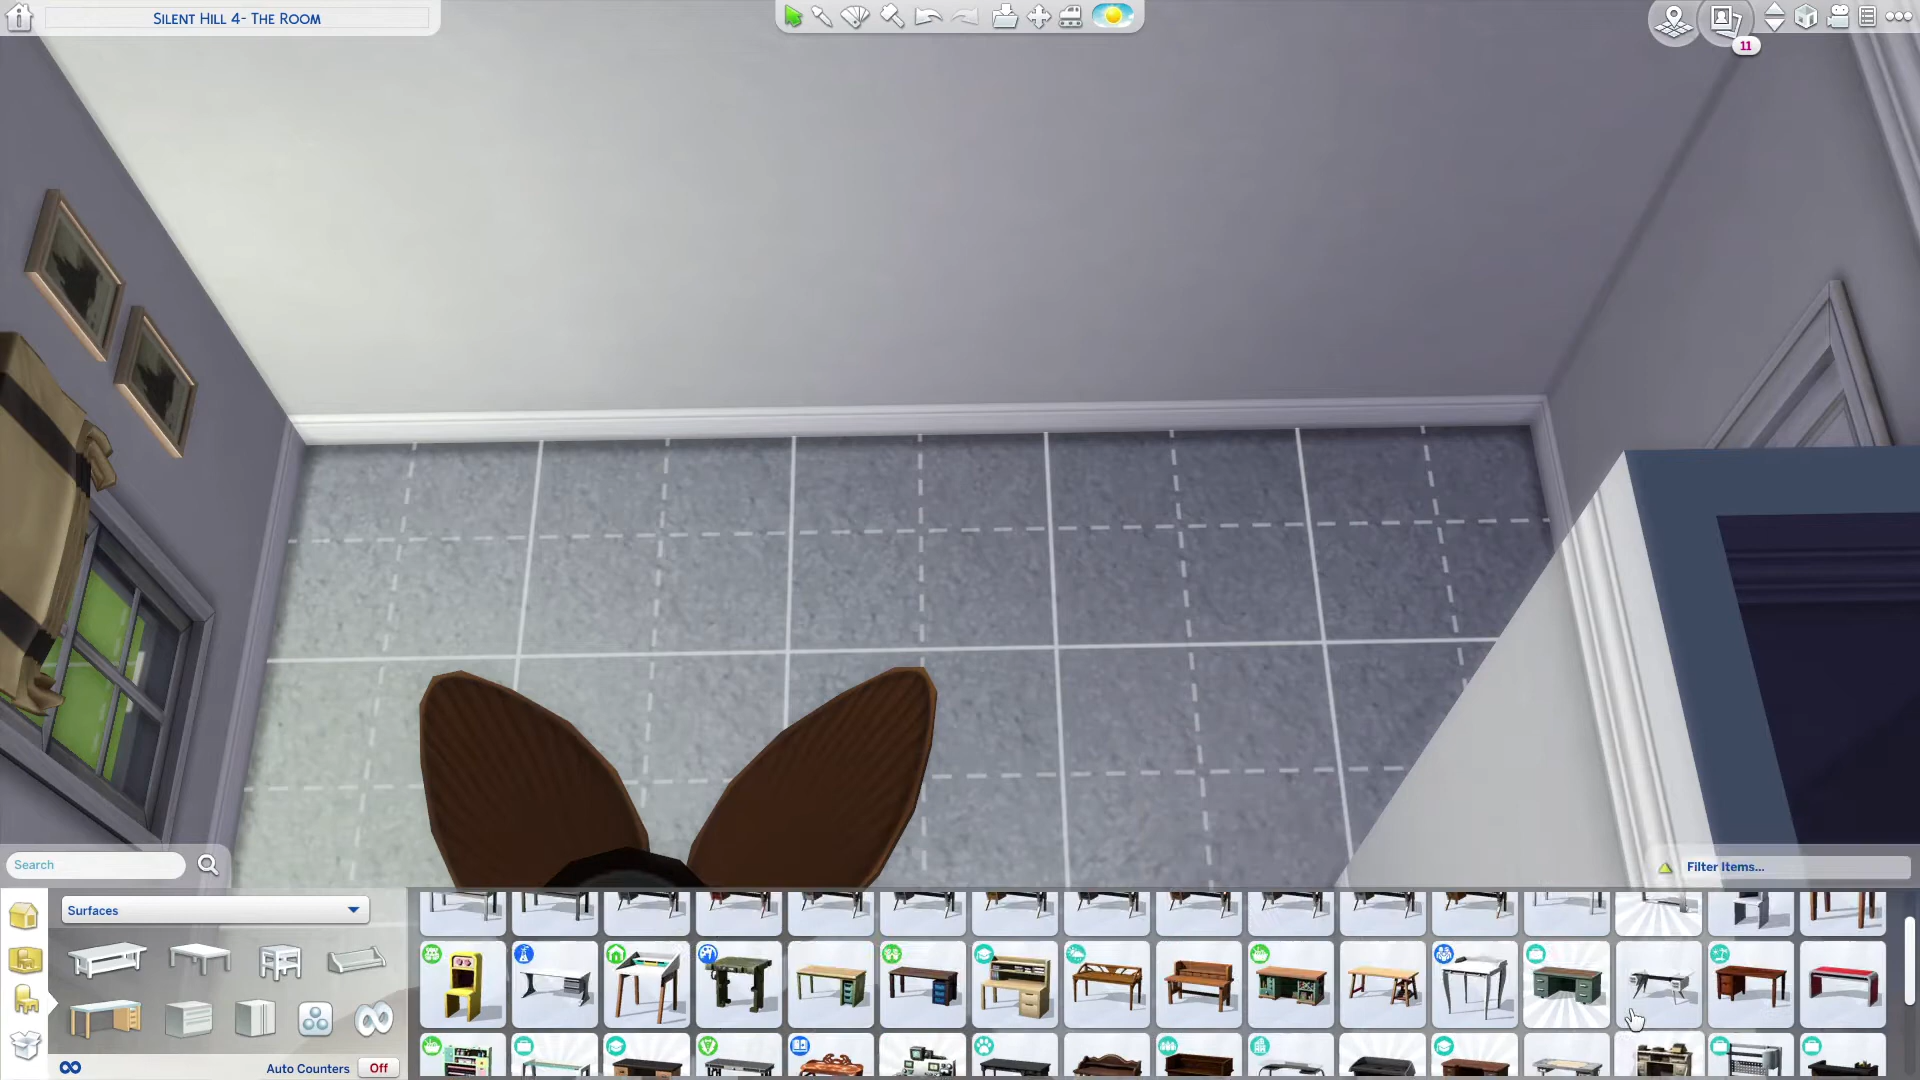 Silent Hill 4- The Room
11
Search
Filter Items...
Surfaces
Auto Counters
Off